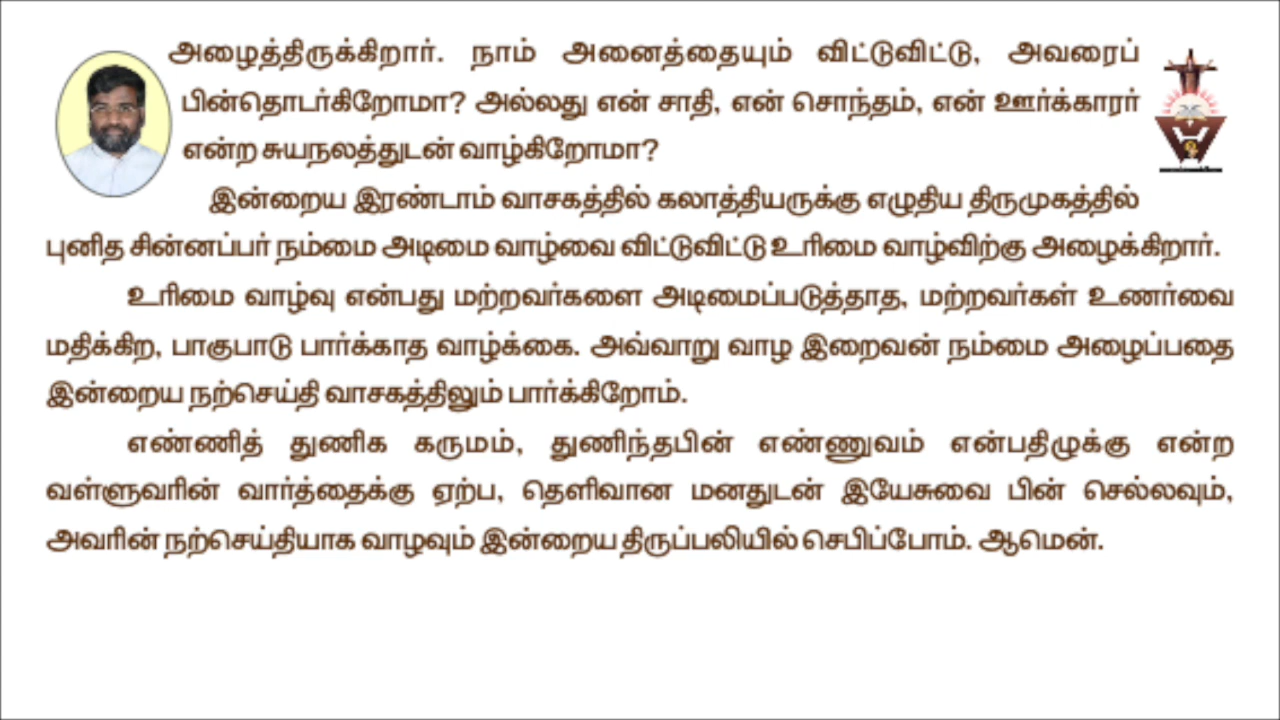 அழைத்திருக்கிறார். நாம் அனைத்தையும் விட்டுவிட்டு, அவரைப்
பின்தொடர்கிறோமா? அல்லது என் சாதி, என் சொந்தம், என் ஊர்க்காரர்
என்ற சுயநலத்துடன் வாழ்கிறோமா?
இன்றைய இரண்டாம் வாசகத்தில் கலாத்தியருக்கு எழுதிய திருமுகத்தில்
புனித சின்னப்பர் நம்மை அடிமை வாழ்வை விட்டுவிட்டு உரிமை வாழ்விற்கு அழைக்கிறார்.
உரிமை வாழ்வு என்பது மற்றவர்களை அடிமைப்படுத்தாத, மற்றவர்கள் உணர்வை
மதிக்கிற, பாகுபாடு பார்க்காத வாழ்க்கை. அவ்வாறு வாழ இறைவன் நம்மை அழைப்பதை
இன்றைய நற்செய்தி வாசகத்திலும் பார்க்கிறோம்.
எண்ணித் துணிக கருமம், துணிந்தபின் எண்ணுவம் என்பதிழுக்கு என்ற
வள்ளுவரின் வார்த்தைக்கு ஏற்ப, தெளிவான மனதுடன் இயேசுவை பின் செல்லவும்,
அவரின் நற்செய்தியாக வாழவும் இன்றைய திருப்பலியில் செபிப்போம். ஆமென்.